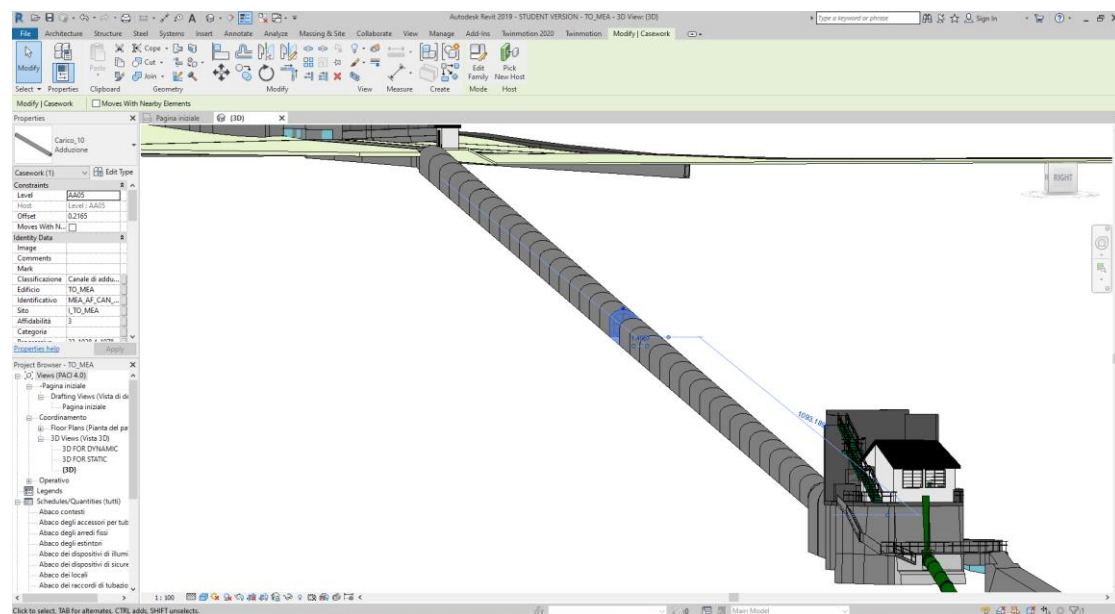 Autodesk Revit 2019 - STUDENT VERSION - TO_MEA - 3D View: {3D}
Type a keyword or phrase
Sign In
File Architecture Structure Steel Systems Insert Annotate Analyze Massing & Site Collaborate View Manage Add-Ins Twinmotion 2020 Twinmotion Modify | Casework
Cope
Cut
Join
Modify
Paste
Edit Family
Pick New Host
Select Properties Clipboard Geometry Modify View Measure Create Mode Host
Modify | Casework Moves With Nearby Elements
Properties X
Pagina iniziale {3D} X
Carico_10
Adduzione
Casework (1) Edit Type
Constraints
Level AA05
Host Level : AA05
Offset 0.2165
Moves With N...
Identity Data
Image
Comments
Mark
Classificazione Canale di addu...
Edificio TO_MEA
Identificativo MEA_AF_CAN_...
Sito I_TO_MEA
Affidabilità 3
Categoria
Properties help Apply
Project Browser - TO_MEA X
Views (PACI 4.0)
-Pagina iniziale
Drafting Views (Vista di de
Pagina iniziale
Coordinamento
Floor Plans (Pianta del pa
3D Views (Vista 3D)
3D FOR DYNAMIC
3D FOR STATIC
{3D}
Operativo
Legends
Schedules/Quantities (tutti)
Abaco contesti
Abaco degli accessori per tub
Abaco degli arredi fissi
Abaco degli estintori
Abaco dei dispositivi di illumi
Abaco dei dispositivi di sicure
Abaco dei locali
Abaco dei raccordi di tubazio
RIGHT
1 : 100
Click to select, TAB for alternates, CTRL adds, SHIFT unselects.
:0
Main Model